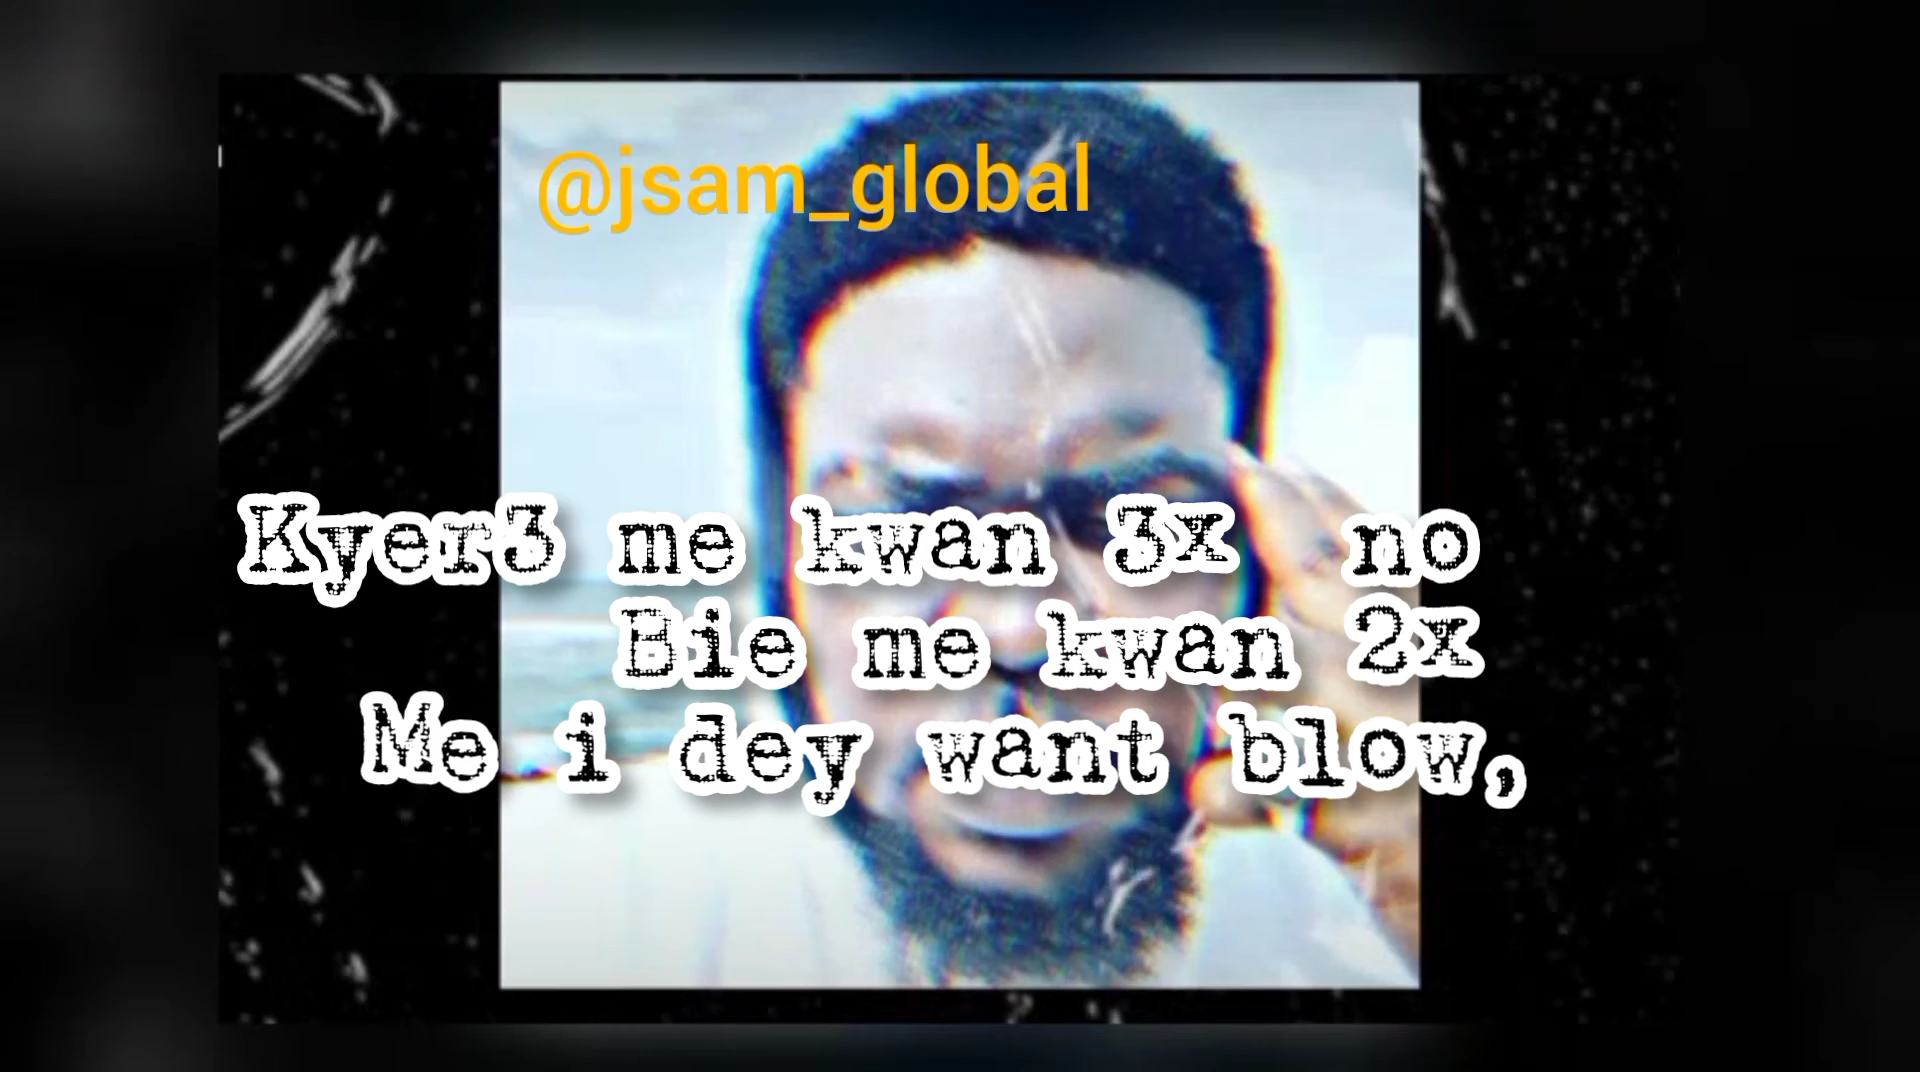 @jsam_global
Kyer3 me kwan 3x no
Bie me kwan 2x
Me i dey want blow,